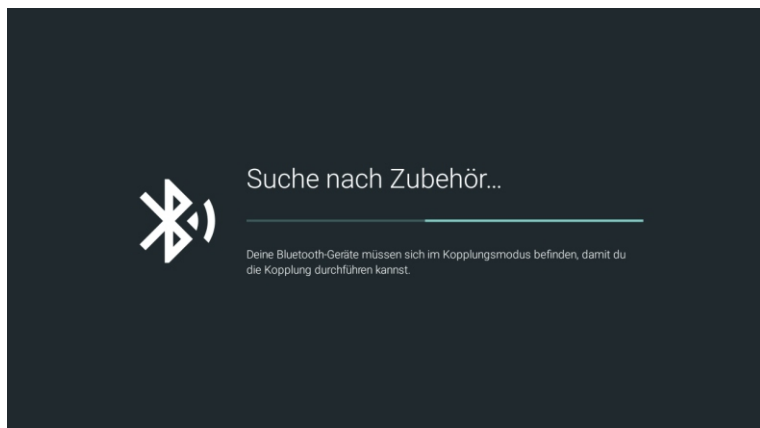 Suche nach Zubehör...
Deine Bluetooth-Geräte müssen sich im Kopplungsmodus befinden, damit du
die Kopplung durchführen kannst.